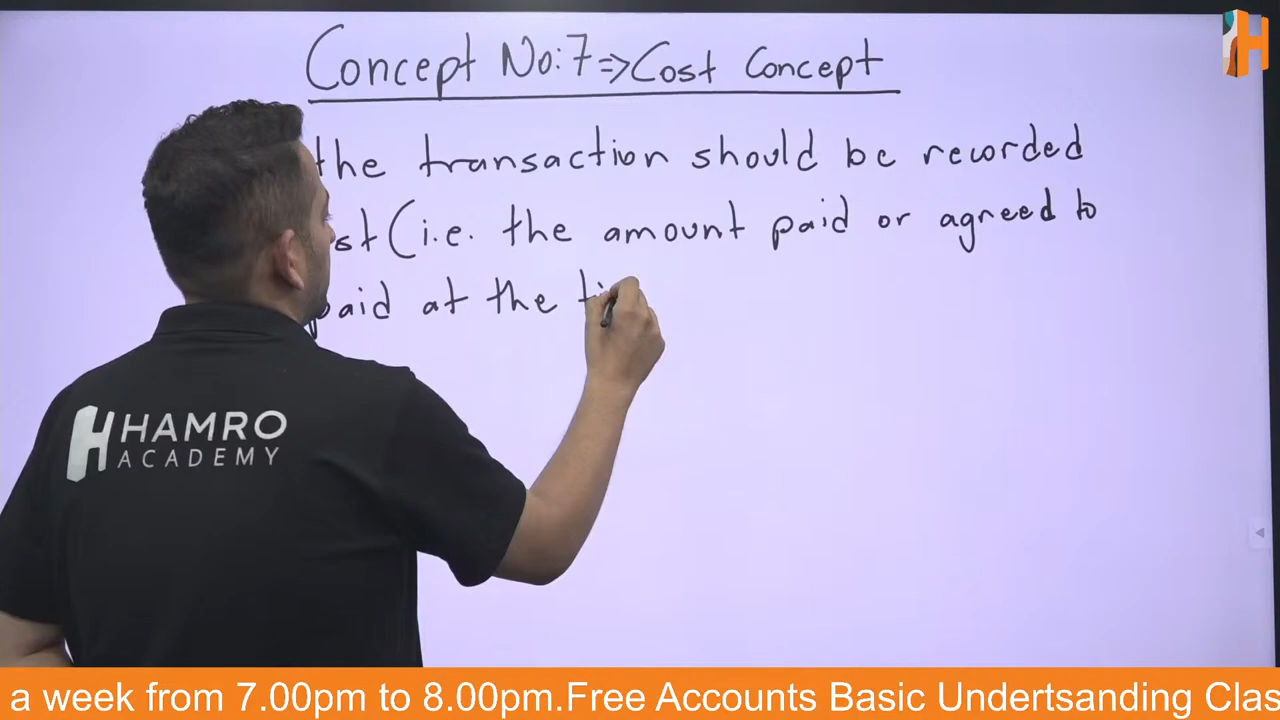 Concept No:7 => Cost Concept
the transaction should be recorded
(i.e. the amount paid or agreed to
paid at the
HAMRO
ACADEMY
a week from 7.00pm to 8.00pm.Free Accounts Basic Undertsanding Clas